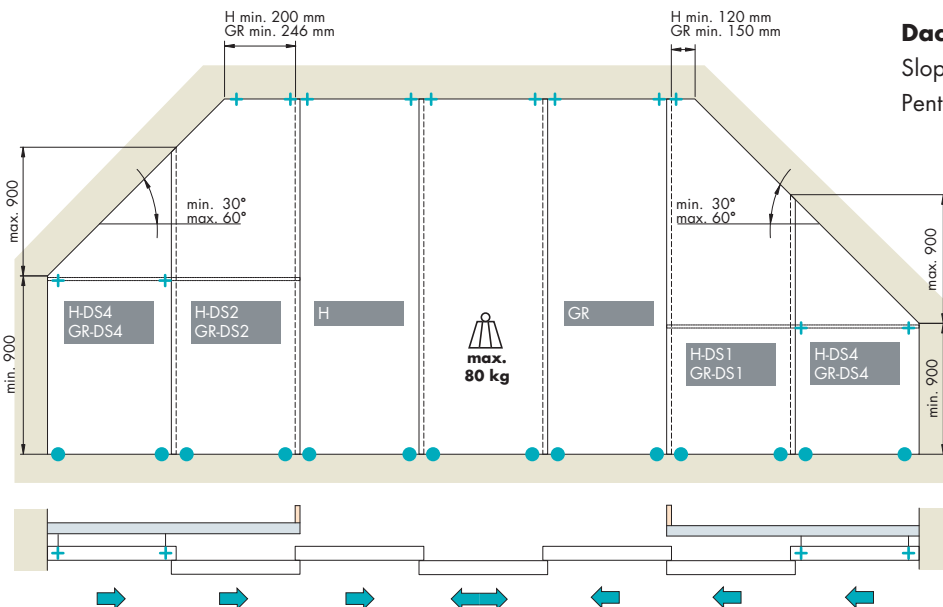 H min. 200 mm
GR min. 246 mm
H min. 120 mm
GR min. 150 mm
Dac
Slop
Pent
max. 900
min. 900
min. 30°
max. 60°
min. 30°
max. 60°
max. 900
min. 900
H-DS4
GR-DS4
H-DS2
GR-DS2
H
max.
80 kg
GR
H-DS1
GR-DS1
H-DS4
GR-DS4